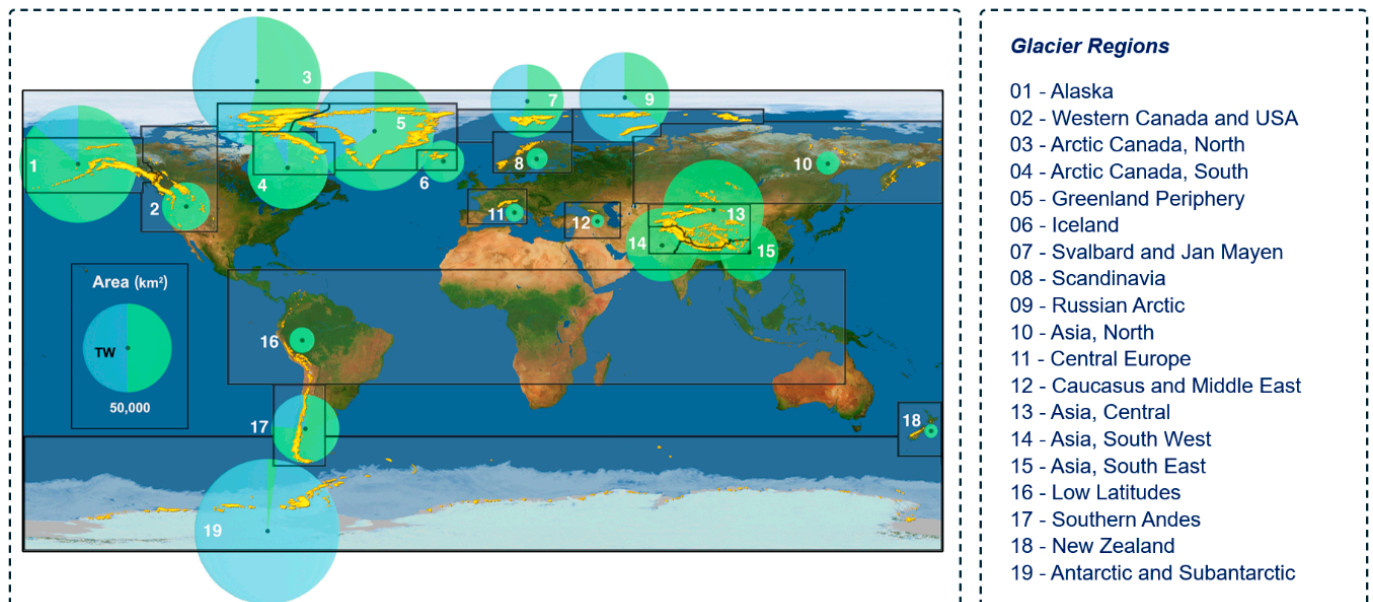 3
7
9
5
1
8
10
4
6
2
11
12
13
14
15
Area (km²)
TW
50,000
16
17
18
19
Glacier Regions
01 - Alaska
02 - Western Canada and USA
03 - Arctic Canada, North
04 - Arctic Canada, South
05 - Greenland Periphery
06 - Iceland
07 - Svalbard and Jan Mayen
08 - Scandinavia
09 - Russian Arctic
10 - Asia, North
11 - Central Europe
12 - Caucasus and Middle East
13 - Asia, Central
14 - Asia, South West
15 - Asia, South East
16 - Low Latitudes
17 - Southern Andes
18 - New Zealand
19 - Antarctic and Subantarctic